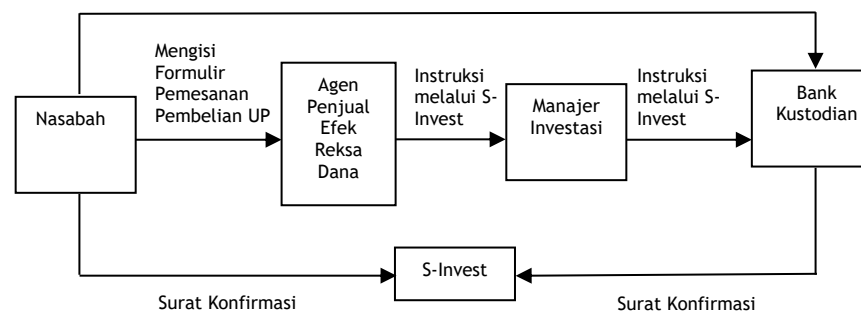 Mengisi
Formulir
Pemesanan
Pembelian UP
Nasabah
Agen
Penjual
Efek
Reksa
Dana
Instruksi
melalui S-
Invest
Manajer
Investasi
Instruksi
melalui S-
Invest
Bank
Kustodian
S-Invest
Surat Konfirmasi
Surat Konfirmasi